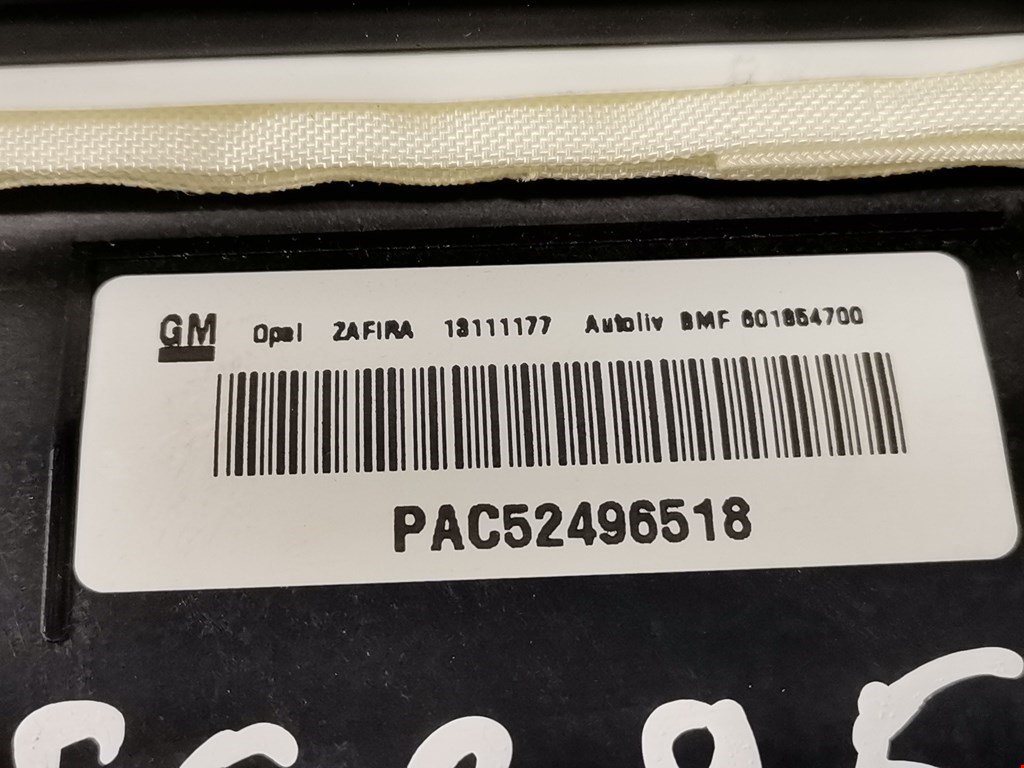 GM Opel ZAFIRA 13111177 Autoliv BMF 601854700
PAC52496518